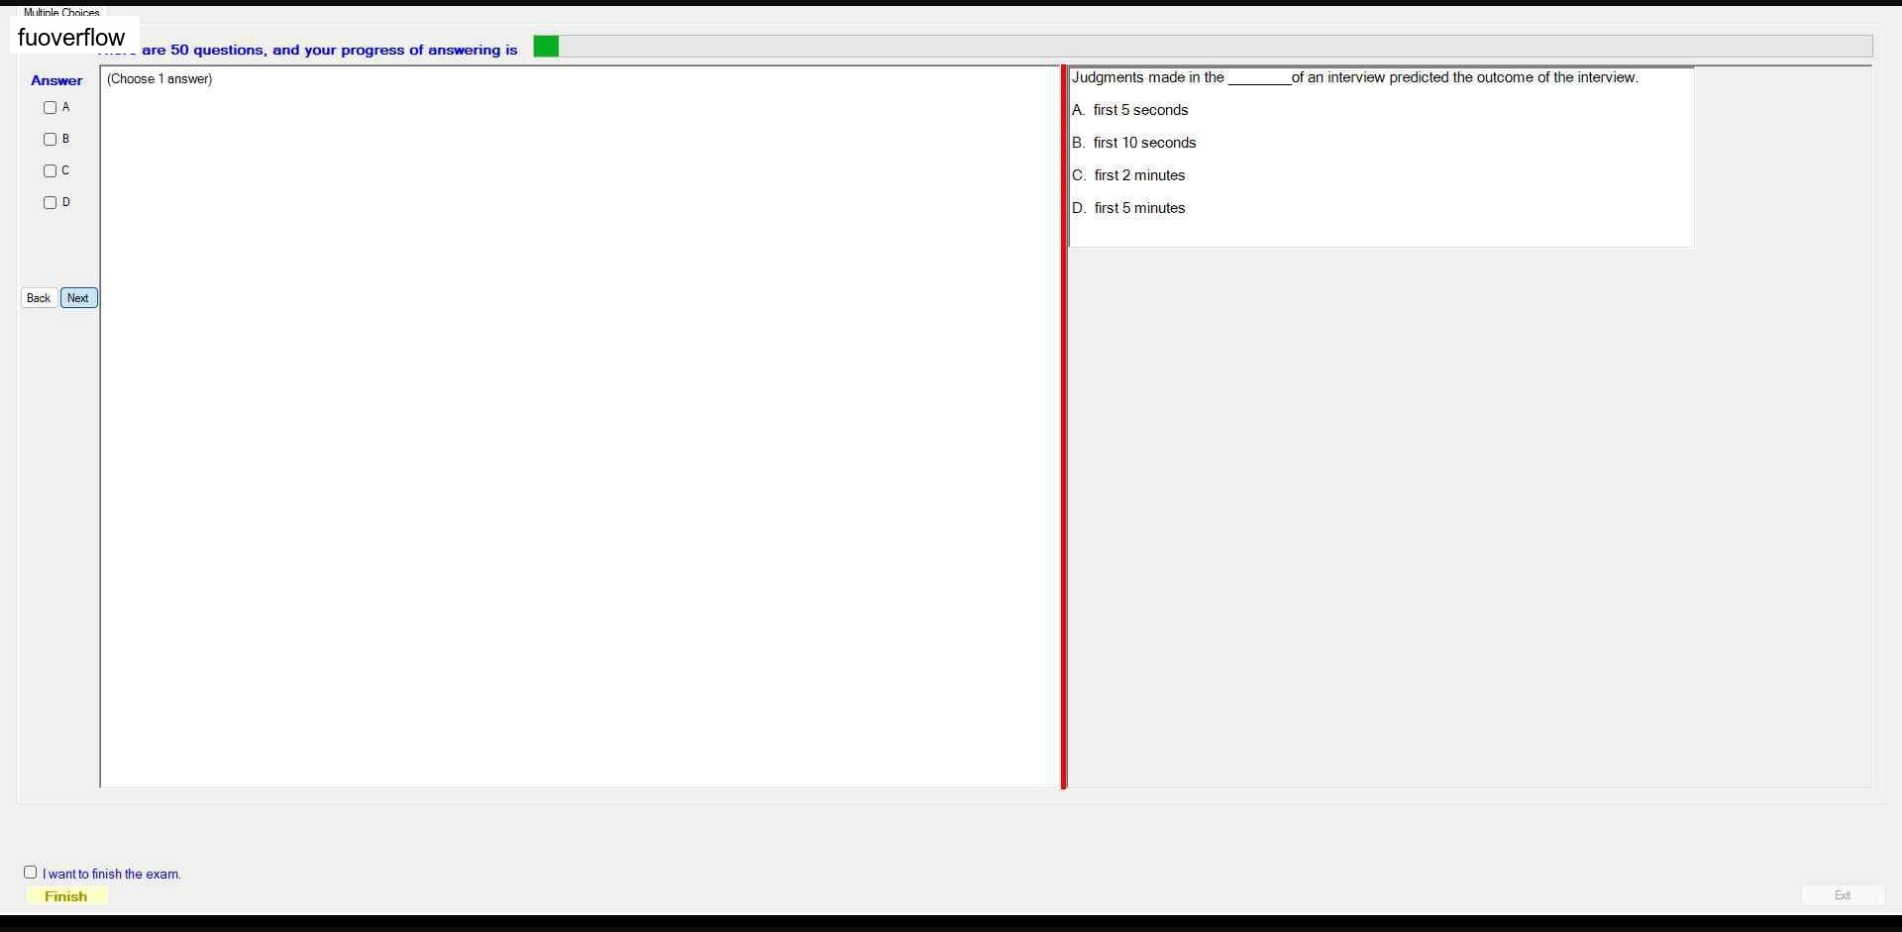 Multiple Choices
fuoverflow
are 50 questions, and your progress of answering is
Answer
(Choose 1 answer)
A
B
C
D
Back Next
Judgments made in the ________of an interview predicted the outcome of the interview.
A. first 5 seconds
B. first 10 seconds
C. first 2 minutes
D. first 5 minutes
I want to finish the exam.
Finish
Exit